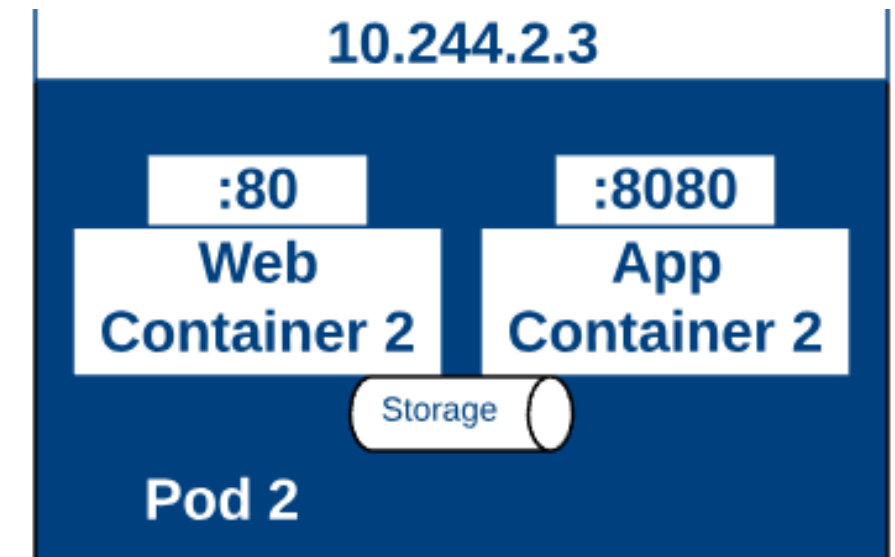 10.244.2.3
:80
:8080
Web
Container 2
App
Container 2
Storage
Pod 2